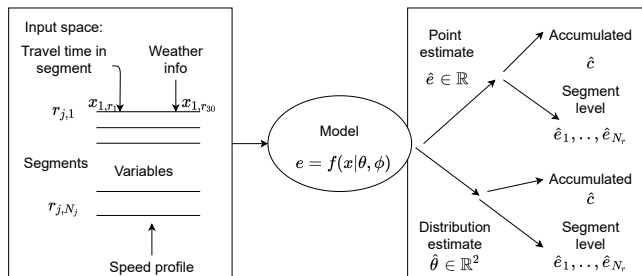 Input space:
Travel time in
segment
Weather
info
x_{1,r_1}
x_{1,r_{30}}
r_{j,1}
Segments
Variables
r_{j,N_j}
Speed profile
Model
e = f(x|θ, ϕ)
Point
estimate
ê ∈ ℝ
Accumulated
ĉ
Segment
level
ê_1, . . , ê_{N_r}
Distribution
estimate
θ̂ ∈ ℝ²
Accumulated
ĉ
Segment
level
ê_1, . . , ê_{N_r}